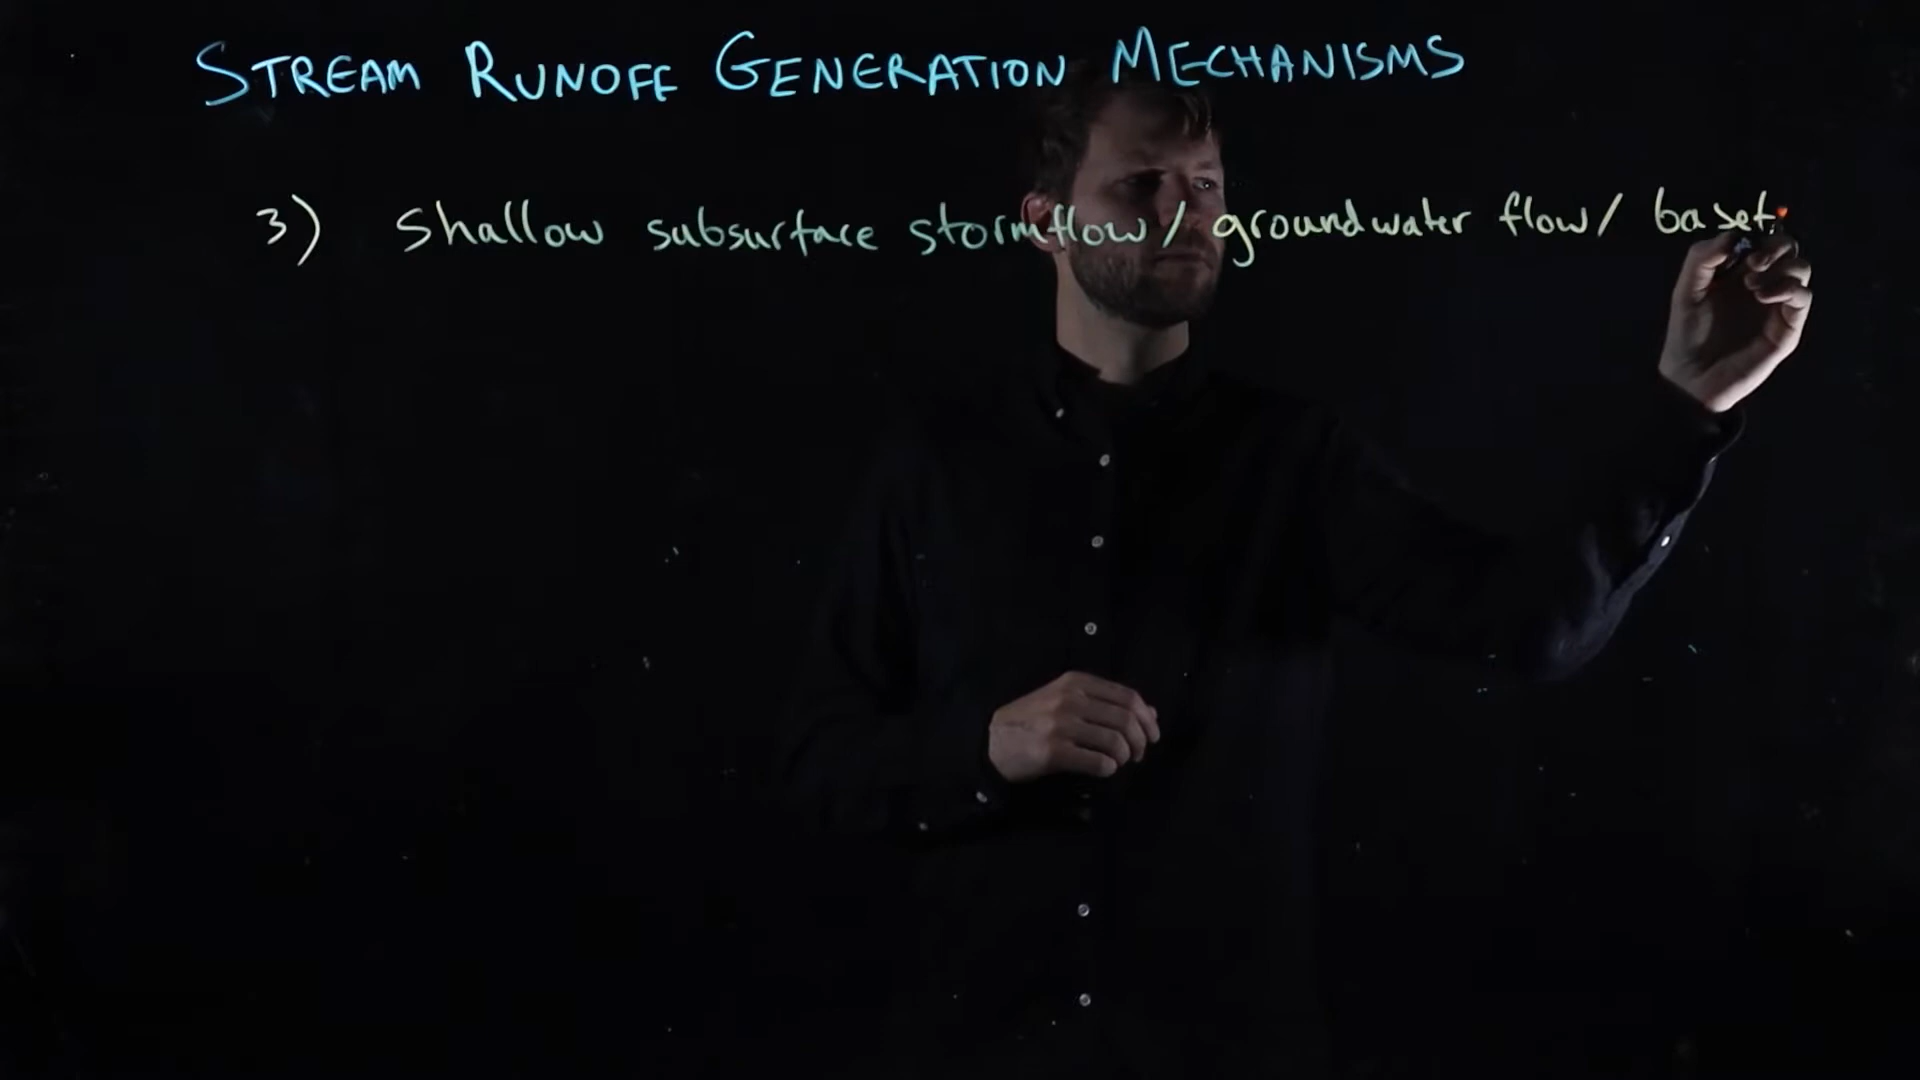 STREAM RUNOFF GENERATION MECHANISMS
3) Shallow subsurface stormflow / groundwater flow / basef